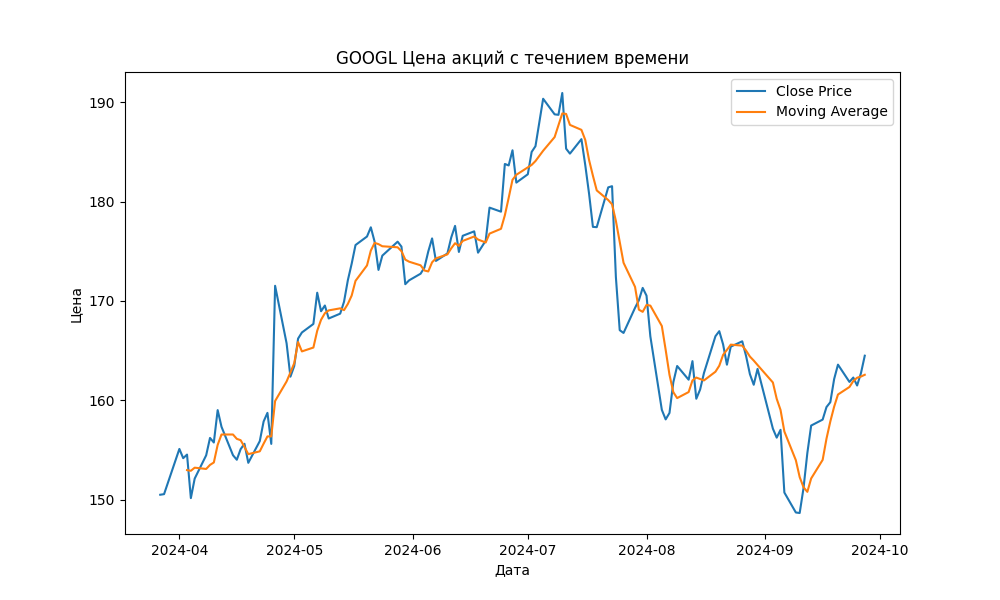 GOOGL Цена акций с течением времени
Close Price
Moving Average
Цена
190
180
170
160
150
2024-04 2024-05 2024-06 2024-07 2024-08 2024-09 2024-10
Дата